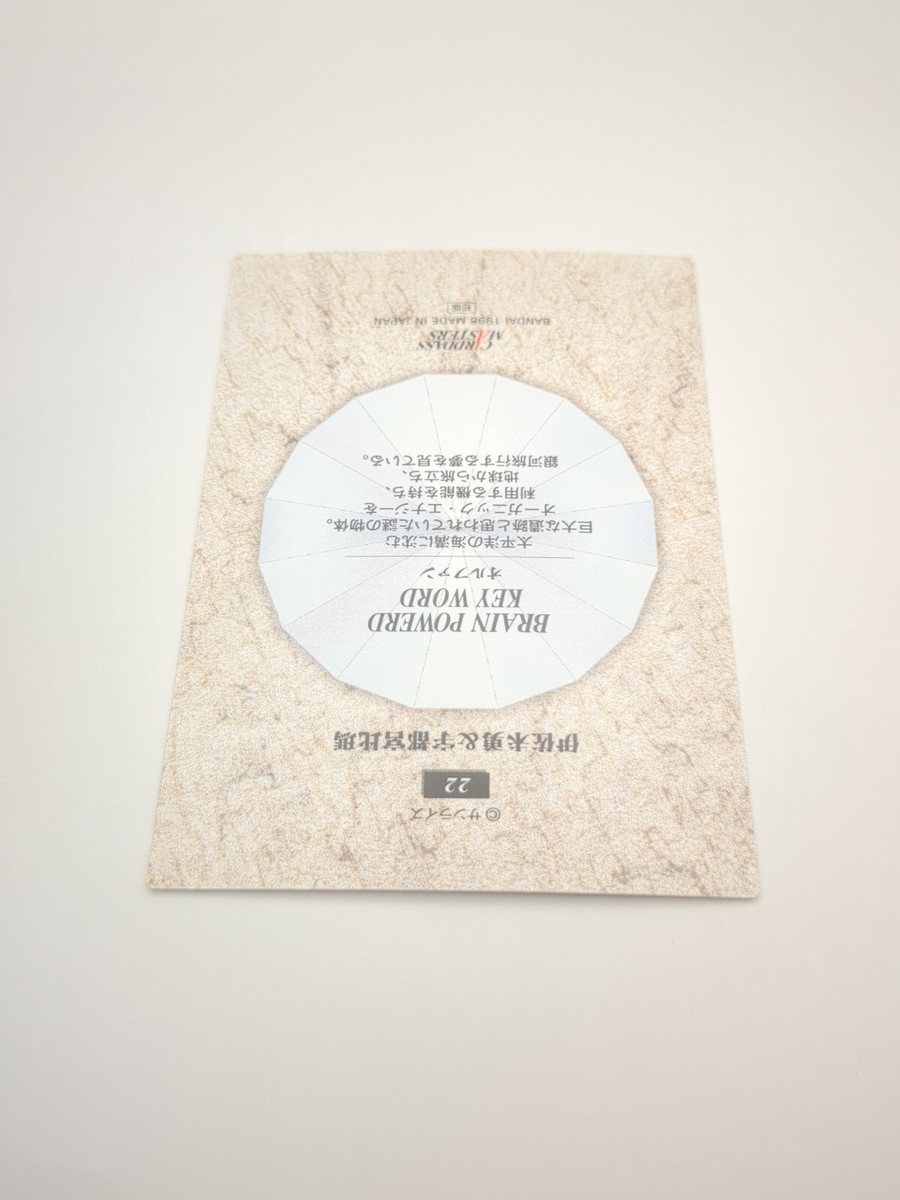 © サンライズ
22
伊佐未勇&宇都宮比瑪
BRAIN POWERD
KEY WORD
オルファン
太平洋の海溝に沈む
巨大な遺跡と思われていた謎の物体。
オーガニック・エナジーを
利用する機能を持ち、
地球から旅立ち、
銀河旅行する夢を見ている。
CARDDASS
MASTERS
BANDAI 1998 MADE IN JAPAN
初版